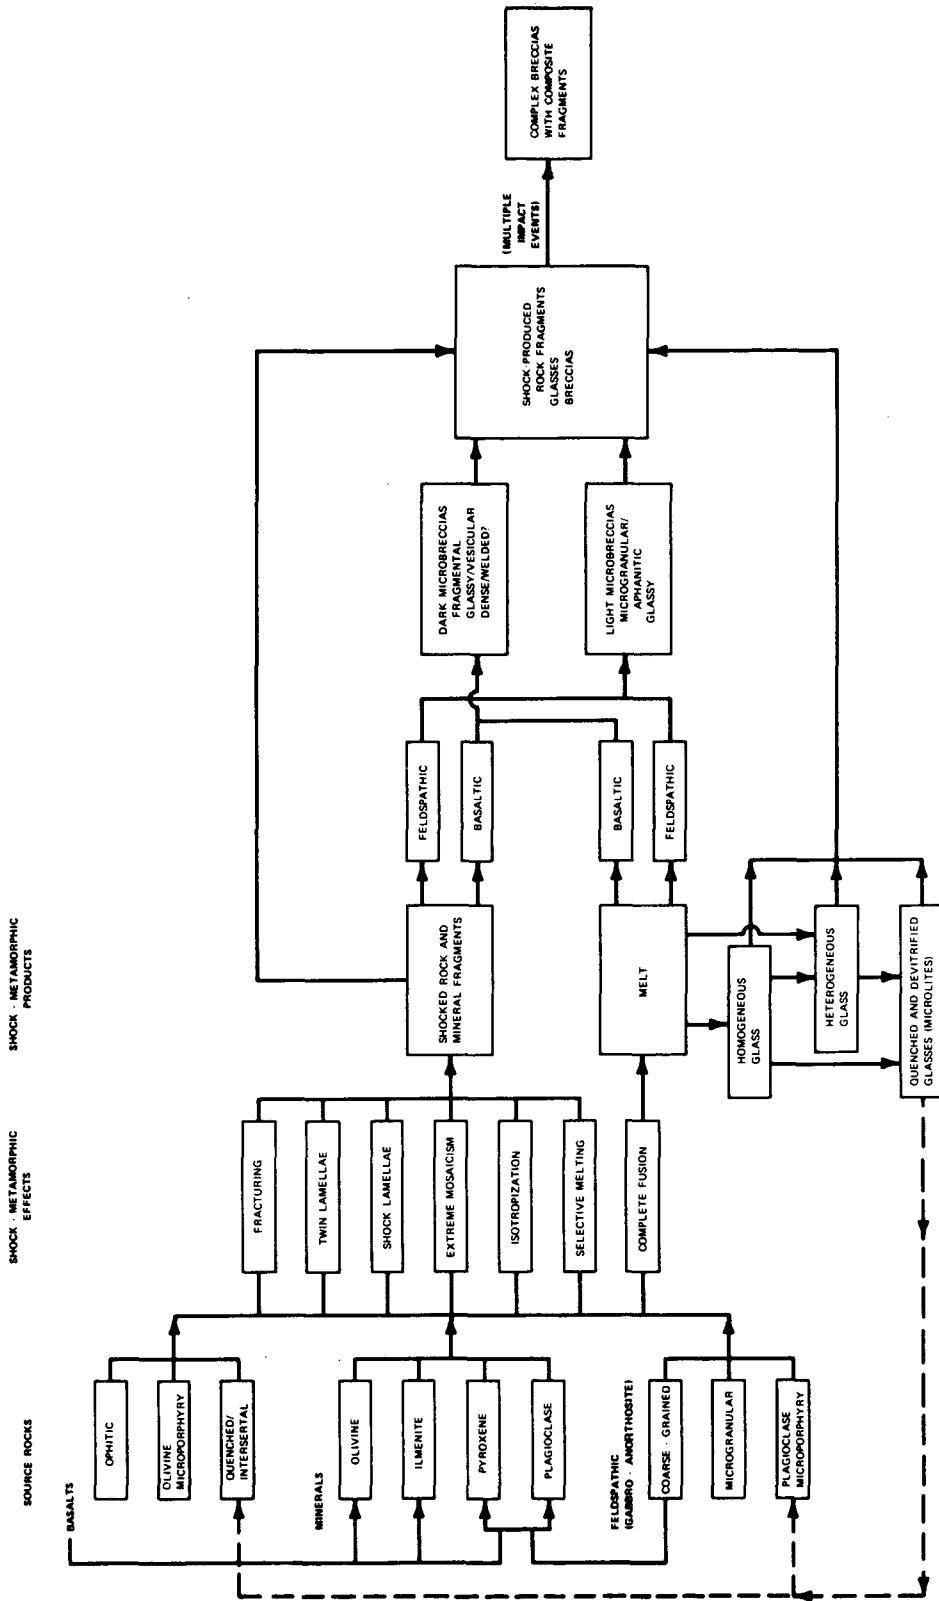 SOURCE ROCKS
SHOCK - METAMORPHIC
EFFECTS
SHOCK - METAMORPHIC
PRODUCTS
BASALTS
OPHITIC
OLIVINE
MICROPORPHYRY
QUENCHED/
INTERSERTAL
MINERALS
OLIVINE
ILMENITE
PYROXENE
PLAGIOCLASE
FELDSPATHIC
(GABBRO - ANORTHOSITE)
COARSE - GRAINED
MICROGRANULAR
PLAGIOCLASE
MICROPORPHYRY
FRACTURING
TWIN LAMELLAE
SHOCK LAMELLAE
EXTREME MOSAICISM
ISOTROPIZATION
SELECTIVE MELTING
COMPLETE FUSION
SHOCKED ROCK AND
MINERAL FRAGMENTS
MELT
HOMOGENEOUS
GLASS
HETEROGENEOUS
GLASS
QUENCHED AND DEVITRIFIED
GLASSES (MICROLITES)
FELDSPATHIC
BASALTIC
BASALTIC
FELDSPATHIC
DARK MICROBRECCIAS
FRAGMENTAL
GLASSY/VESICULAR
DENSE/WELDED?
LIGHT MICROBRECCIAS
MICROGRANULAR/
APHANITIC
GLASSY
SHOCK-PRODUCED
ROCK FRAGMENTS
GLASSES
BRECCIAS
(MULTIPLE
IMPACT
EVENTS)
COMPLEX BRECCIAS
WITH COMPOSITE
FRAGMENTS